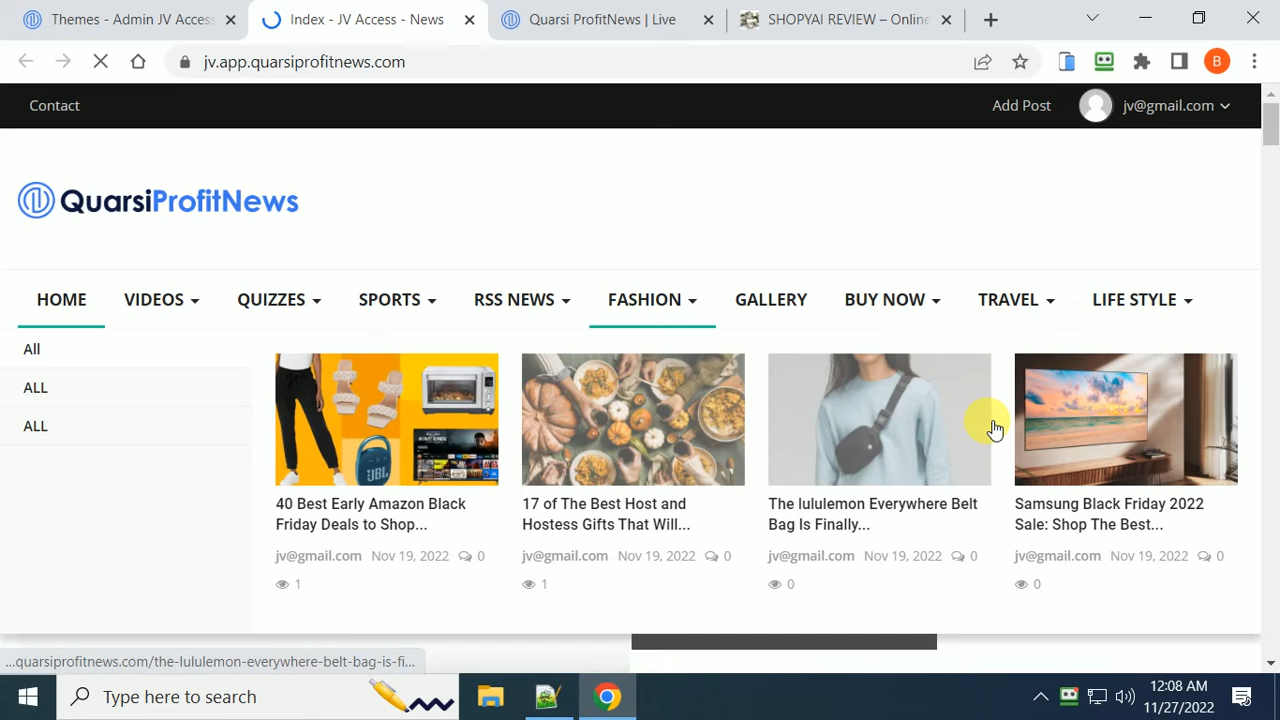 Themes - Admin JV Access
Index - JV Access - News
Quarsi ProfitNews | Live
SHOPYAI REVIEW – Online
jv.app.quarsiprofitnews.com
B
Contact
Add Post
jv@gmail.com
QuarsiProfitNews
HOME
VIDEOS
QUIZZES
SPORTS
RSS NEWS
FASHION
GALLERY
BUY NOW
TRAVEL
LIFE STYLE
All
ALL
ALL
JBL
40 Best Early Amazon Black
Friday Deals to Shop...
jv@gmail.com Nov 19, 2022 0
1
17 of The Best Host and
Hostess Gifts That Will...
jv@gmail.com Nov 19, 2022 0
1
The lululemon Everywhere Belt
Bag Is Finally...
jv@gmail.com Nov 19, 2022 0
0
Samsung Black Friday 2022
Sale: Shop The Best...
jv@gmail.com Nov 19, 2022 0
0
...quarsiprofitnews.com/the-lululemon-everywhere-belt-bag-is-fi...
Type here to search
12:08 AM
11/27/2022